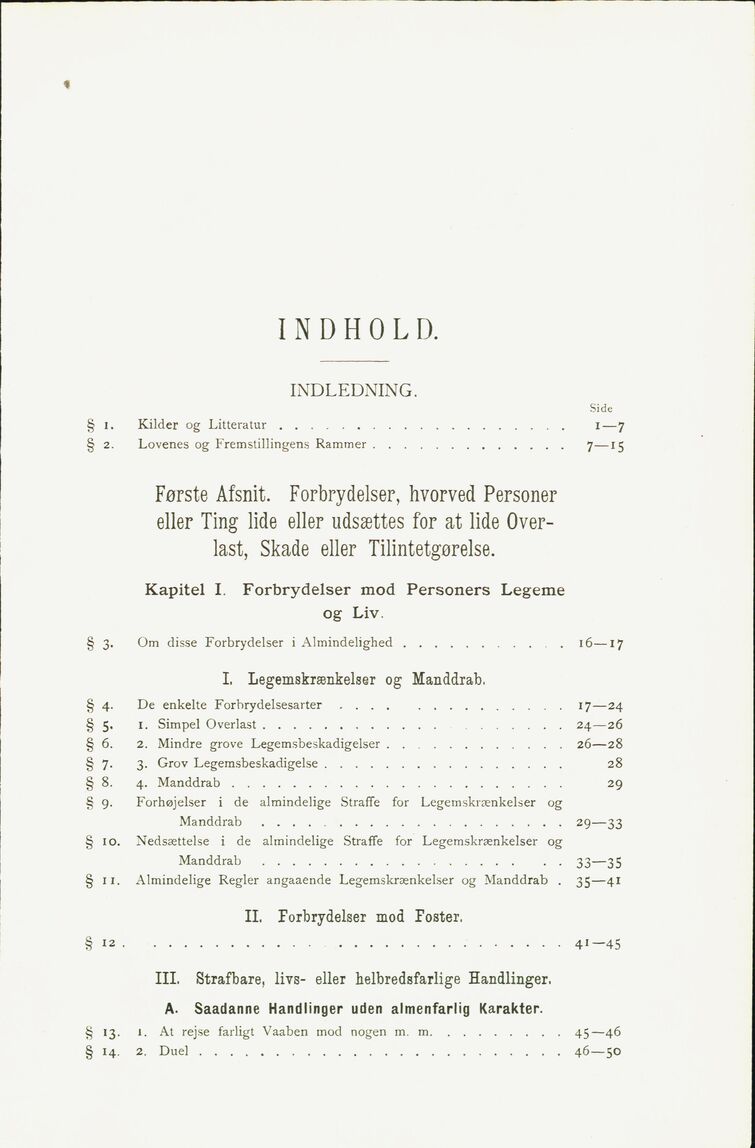 INDHOLD.
INDLEDNING.
Side
§ 1. Kilder og Litteratur . . . . . . . . . . . . . . . . . . . 1—7
§ 2. Lovenes og Fremstillingens Rammer . . . . . . . . . . . . . 7—15
Første Afsnit. Forbrydelser, hvorved Personer
eller Ting lide eller udsættes for at lide Over-
last, Skade eller Tilintetgørelse.
Kapitel I. Forbrydelser mod Personers Legeme
og Liv.
§ 3. Om disse Forbrydelser i Almindelighed . . . . . . . . . . . 16—17
I. Legemskrænkelser og Manddrab.
§ 4. De enkelte Forbrydelsesarter . . . . . . . . . . . . . . . 17—24
§ 5. 1. Simpel Overlast . . . . . . . . . . . . . . . . . . . 24—26
§ 6. 2. Mindre grove Legemsbeskadigelser . . . . . . . . . . . . 26—28
§ 7. 3. Grov Legemsbeskadigelse . . . . . . . . . . . . . . . . 28
§ 8. 4. Manddrab . . . . . . . . . . . . . . . . . . . . . . 29
§ 9. Forhøjelser i de almindelige Straffe for Legemskrænkelser og
Manddrab . . . . . . . . . . . . . . . . . . . . 29—33
§ 10. Nedsættelse i de almindelige Straffe for Legemskrænkelser og
Manddrab . . . . . . . . . . . . . . . . . . . 33—35
§ 11. Almindelige Regler angaaende Legemskrænkelser og Manddrab . 35—41
II. Forbrydelser mod Foster.
§ 12 . . . . . . . . . . . . . . . . . . . . . . . . . . . . 41—45
III. Strafbare, livs- eller helbredsfarlige Handlinger.
A. Saadanne Handlinger uden almenfarlig Karakter.
§ 13. 1. At rejse farligt Vaaben mod nogen m. m. . . . . . . . . 45—46
§ 14. 2. Duel . . . . . . . . . . . . . . . . . . . . . . . . 46—50